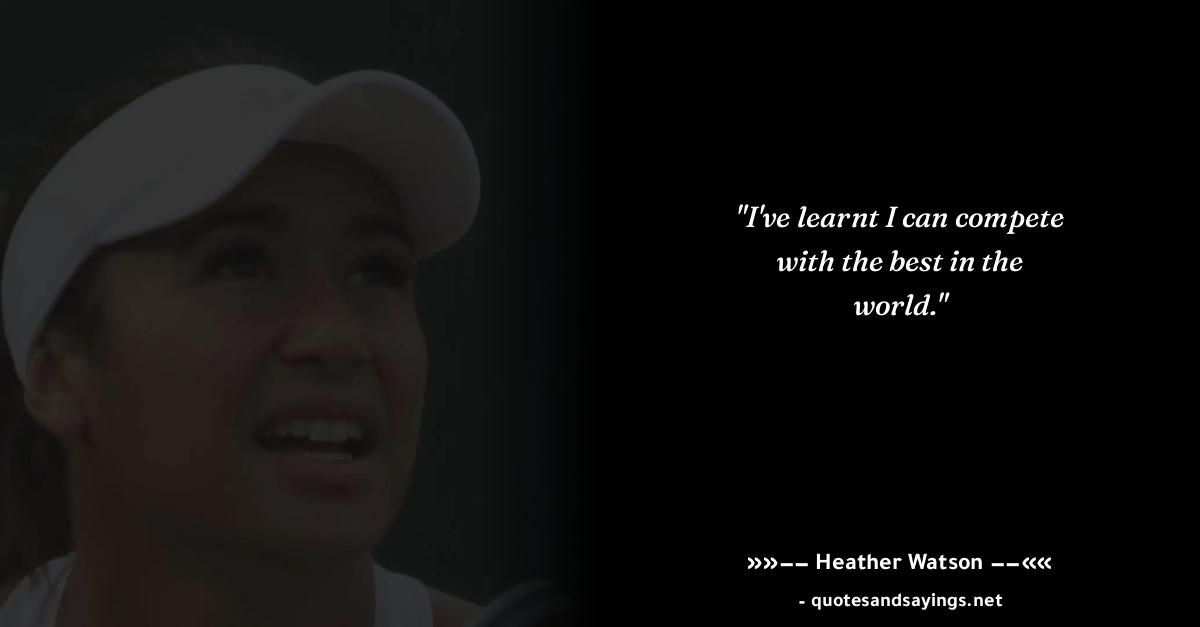 "I've learnt I can compete
with the best in the
world."
»»−− Heather Watson −−««
- quotesandsayings.net